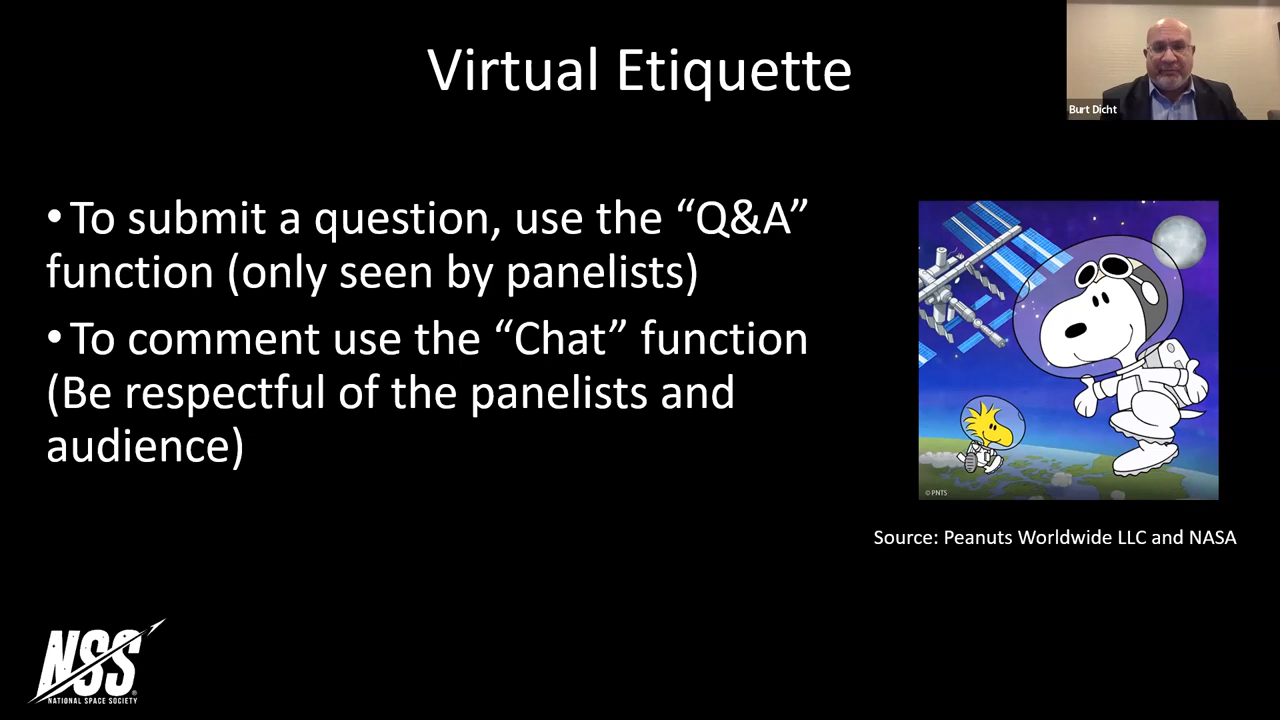 Virtual Etiquette
Burt Dicht
•To submit a question, use the “Q&A”
function (only seen by panelists)
•To comment use the “Chat” function
(Be respectful of the panelists and
audience)
© PNTS
Source: Peanuts Worldwide LLC and NASA
NSS®
NATIONAL SPACE SOCIETY